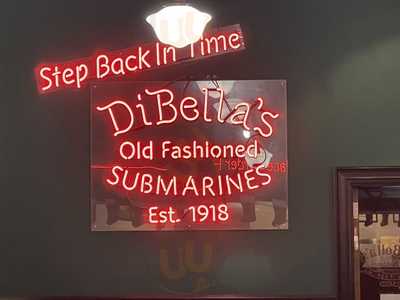 Step Back In Time
DiBella's
Old Fashioned
SUBMARINES
Est. 1918